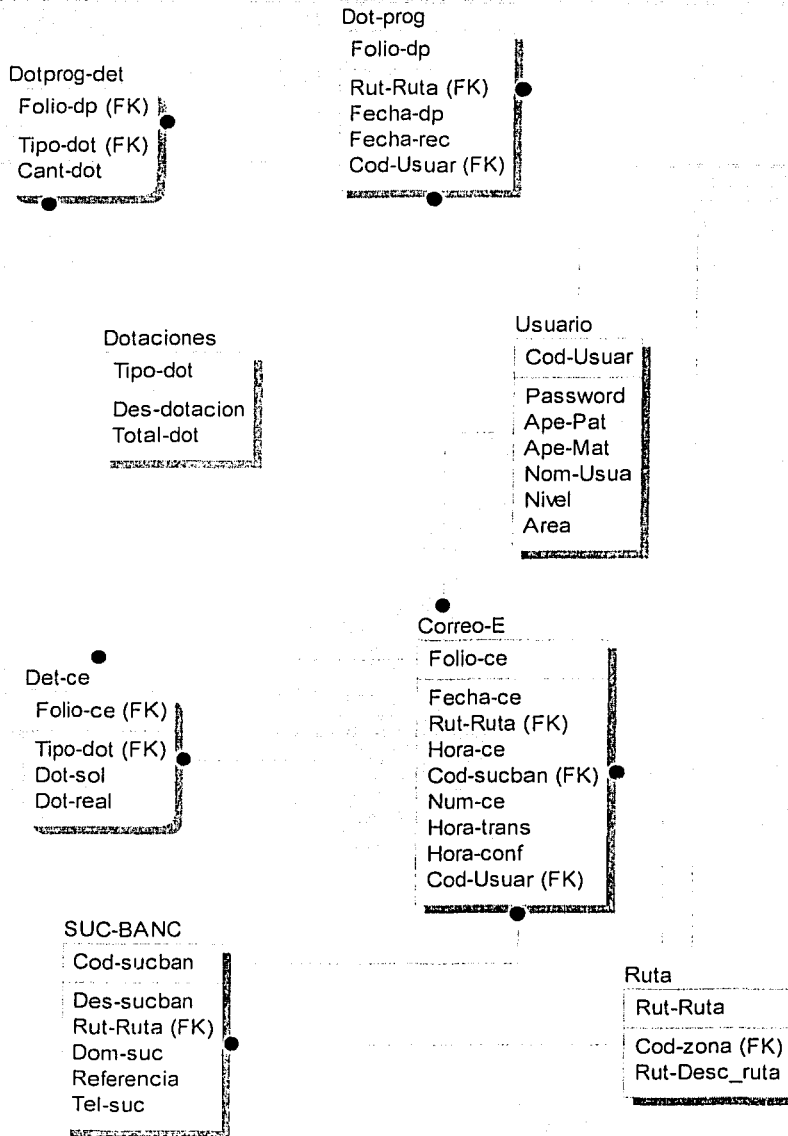 Dot-prog
Folio-dp
Rut-Ruta (FK)
Fecha-dp
Fecha-rec
Cod-Usuar (FK)
Dotprog-det
Folio-dp (FK)
Tipo-dot (FK)
Cant-dot
Dotaciones
Tipo-dot
Des-dotacion
Total-dot
Usuario
Cod-Usuar
Password
Ape-Pat
Ape-Mat
Nom-Usua
Nivel
Area
Correo-E
Folio-ce
Fecha-ce
Rut-Ruta (FK)
Hora-ce
Cod-sucban (FK)
Num-ce
Hora-trans
Hora-conf
Cod-Usuar (FK)
Det-ce
Folio-ce (FK)
Tipo-dot (FK)
Dot-sol
Dot-real
SUC-BANC
Cod-sucban
Des-sucban
Rut-Ruta (FK)
Dom-suc
Referencia
Tel-suc
Ruta
Rut-Ruta
Cod-zona (FK)
Rut-Desc_ruta